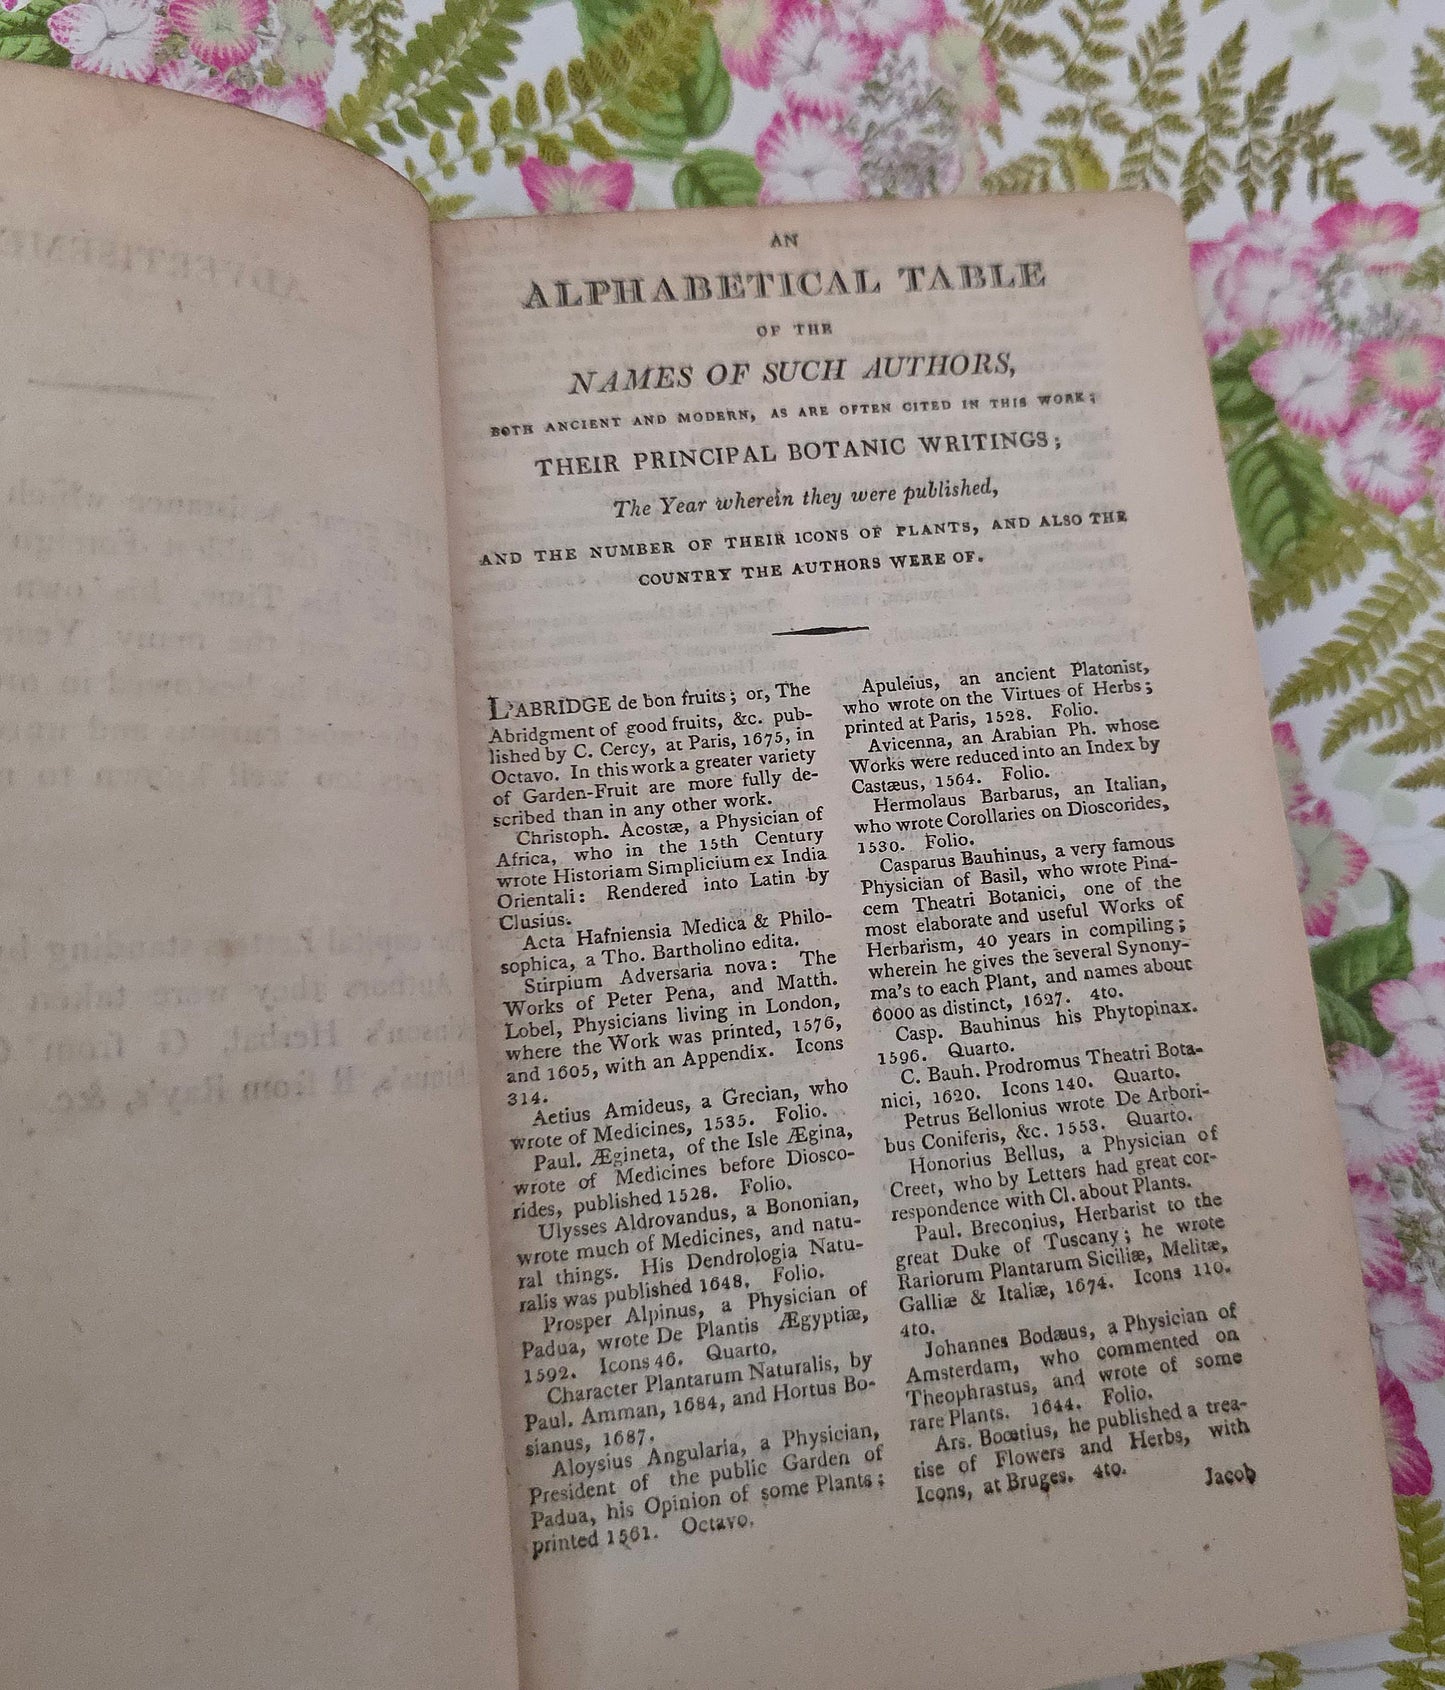 AN
ALPHABETICAL TABLE
OF THE
NAMES OF SUCH AUTHORS,
BOTH ANCIENT AND MODERN, AS ARE OFTEN CITED IN THIS WORK;
THEIR PRINCIPAL BOTANIC WRITINGS;
The Year wherein they were published,
AND THE NUMBER OF THEIR ICONS OF PLANTS, AND ALSO THE
COUNTRY THE AUTHORS WERE OF.
L'ABRIDGE de bon fruits; or, The
Abridgment of good fruits, &c. pub-
lished by C. Cercy, at Paris, 1675, in
Octavo. In this work a greater variety
of Garden-Fruit are more fully de-
scribed than in any other work.
Christoph. Acostæ, a Physician of
Africa, who in the 15th Century
wrote Historiam Simplicium ex India
Orientali: Rendered into Latin by
Clusius.
Acta Hafniensia Medica & Philo-
sophica, a Tho. Bartholino edita.
Stirpium Adversaria nova: The
Works of Peter Pena, and Matth.
Lobel, Physicians living in London,
where the Work was printed, 1576,
and 1605, with an Appendix. Icons
314.
Aetius Amideus, a Grecian, who
wrote of Medicines, 1535. Folio.
Paul. Ægineta, of the Isle Ægina,
wrote of Medicines before Diosco-
rides, published 1528. Folio.
Ulysses Aldrovandus, a Bononian,
wrote much of Medicines, and natu-
ral things. His Dendrologia Natu-
ralis was published 1648. Folio.
Prosper Alpinus, a Physician of
Padua, wrote De Plantis Ægyptiæ,
1592. Icons 46. Quarto.
Character Plantarum Naturalis, by
Paul. Amman, 1684, and Hortus Bo-
sianus, 1687.
Aloysius Angularia, a Physician,
President of the public Garden of
Padua, his Opinion of some Plants;
printed 1561. Octavo.
Apuleius, an ancient Platonist,
who wrote on the Virtues of Herbs;
printed at Paris, 1528. Folio.
Avicenna, an Arabian Ph. whose
Works were reduced into an Index by
Castæus, 1564. Folio.
Hermolaus Barbarus, an Italian,
who wrote Corollaries on Dioscorides,
1530. Folio.
Casparus Bauhinus, a very famous
Physician of Basil, who wrote Pina-
cem Theatri Botanici, one of the
most elaborate and useful Works of
Herbarism, 40 years in compiling;
wherein he gives the several Synony-
ma's to each Plant, and names about
6000 as distinct, 1627. 4to.
Casp. Bauhinus his Phytopinax.
1596. Quarto.
C. Bauh. Prodromus Theatri Bota-
nici, 1620. Icons 140. Quarto.
Petrus Bellonius wrote De Arbori-
bus Coniferis, &c. 1553. Quarto.
Honorius Bellus, a Physician of
Creet, who by Letters had great cor-
respondence with Cl. about Plants.
Paul. Breconius, Herbarist to the
great Duke of Tuscany; he wrote
Rariorum Plantarum Siciliæ, Melitæ,
Galliæ & Italiæ, 1674. Icons 110.
4to.
Johannes Bodæus, a Physician of
Amsterdam, who commented on
Theophrastus, and wrote of some
rare Plants. 1644. Folio.
Ars. Boœtius, he published a trea-
tise of Flowers and Herbs, with
Icons, at Bruges. 4to.
Jacob